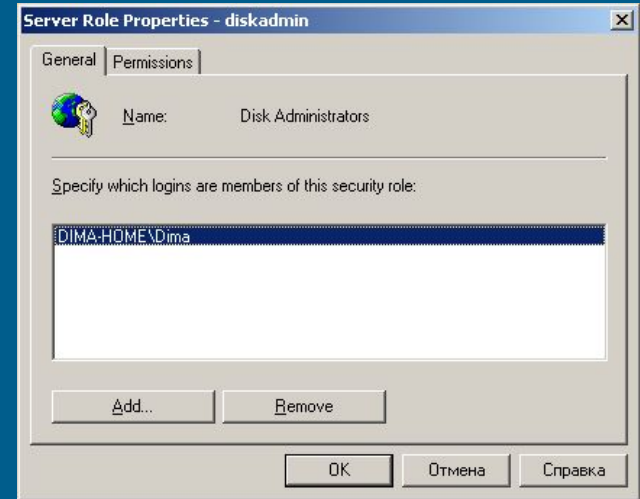 Server Role Properties - diskadmin
General Permissions
Name: Disk Administrators
Specify which logins are members of this security role:
DIMA-HOME\Dima
Add... Remove
OK Отмена Справка